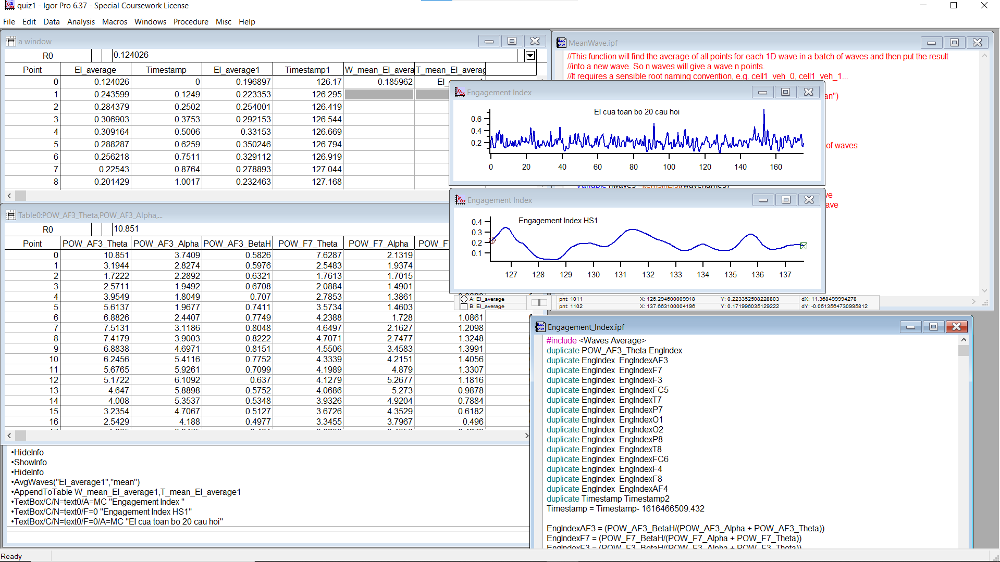 quiz1 - Igor Pro 6.37 - Special Coursework License
File Edit Data Analysis Macros Windows Procedure Misc Help
a window
R0 0.124026
Point EI_average Timestamp EI_average1 Timestamp1 W_mean_EI_avera T_mean_EI_averag
0 0.124026 0 0.196897 126.17 0.185962 EI_
1 0.243599 0.1249 0.223353 126.295
2 0.284379 0.2502 0.254001 126.419
3 0.306903 0.3753 0.292153 126.544
4 0.309164 0.5006 0.33153 126.669
5 0.288287 0.6259 0.350246 126.794
6 0.256218 0.7511 0.329112 126.919
7 0.22543 0.8764 0.278893 127.044
8 0.201429 1.0017 0.232463 127.168
MeanWave.ipf
//This function will find the average of all points for each 1D wave in a batch of waves and then put the result
//into a new wave. So n waves will give a wave n points.
//It requires a sensible root naming convention, e.g. cell1_veh_0, cell1_veh_1...
an")
of waves
Variable nwaves =ItemsInList(wavenames)
ve
ave
Engagement Index
EI cua toan bo 20 cau hoi
0.6
0.4
0.2
0 20 40 60 80 100 120 140 160
Engagement Index
Engagement Index HS1
0.4
0.3
0.2
0.1
127 128 129 130 131 132 133 134 135 136 137
A: EI_average pnt: 1011 X: 126.294600009918 Y: 0.223352508228803 dX: 11.368499994278
B: EI_average pnt: 1102 X: 137.663100004196 Y: 0.171996035129222 dY: -0.0513564730995812
Table0:POW_AF3_Theta,POW_AF3_Alpha,...
R0 10.851
Point POW_AF3_Theta POW_AF3_Alpha POW_AF3_BetaH POW_F7_Theta POW_F7_Alpha POW_F7
0 10.851 3.7409 0.5826 7.6287 2.1319
1 3.1944 2.8274 0.5976 2.5483 1.9374
2 1.7222 2.2892 0.6321 1.7613 1.7015
3 2.5711 1.9492 0.6708 2.0884 1.4901
4 3.9549 1.8049 0.707 2.7853 1.3861
5 5.6137 1.9677 0.7411 3.5734 1.4603
6 6.8826 2.4407 0.7749 4.2388 1.728 1.0861
7 7.5131 3.1186 0.8048 4.6497 2.1627 1.2098
8 7.4179 3.9003 0.8222 4.7071 2.7477 1.3248
9 6.8838 4.6971 0.8151 4.5506 3.4583 1.3991
10 6.2456 5.4116 0.7752 4.3339 4.2151 1.4056
11 5.6765 5.9261 0.7099 4.1989 4.879 1.3307
12 5.1722 6.1092 0.637 4.1279 5.2677 1.1816
13 4.647 5.8898 0.5752 4.0686 5.273 0.9878
14 4.008 5.3537 0.5348 3.9326 4.9204 0.7884
15 3.2354 4.7067 0.5127 3.6726 4.3529 0.6182
16 2.5429 4.188 0.4977 3.3455 3.7967 0.496
•HideInfo
•ShowInfo
•HideInfo
•AvgWaves("EI_average1","mean")
•AppendToTable W_mean_EI_average1,T_mean_EI_average1
•TextBox/C/N=text0/A=MC "Engagement Index "
•TextBox/C/N=text0/F=0 "Engagement Index HS1"
•TextBox/C/N=text0/F=0/A=MC "EI cua toan bo 20 cau hoi"
Engagement_Index.ipf
#include <Waves Average>
duplicate POW_AF3_Theta EngIndex
duplicate EngIndex EngIndexAF3
duplicate EngIndex EngIndexF7
duplicate EngIndex EngIndexF3
duplicate EngIndex EngIndexFC5
duplicate EngIndex EngIndexT7
duplicate EngIndex EngIndexP7
duplicate EngIndex EngIndexO1
duplicate EngIndex EngIndexO2
duplicate EngIndex EngIndexP8
duplicate EngIndex EngIndexT8
duplicate EngIndex EngIndexFC6
duplicate EngIndex EngIndexF4
duplicate EngIndex EngIndexF8
duplicate EngIndex EngIndexAF4
duplicate Timestamp Timestamp2
Timestamp = Timestamp- 1616466509.432
EngIndexAF3 = (POW_AF3_BetaH/(POW_AF3_Alpha + POW_AF3_Theta))
EngIndexF7 = (POW_F7_BetaH/(POW_F7_Alpha + POW_F7_Theta))
EngIndexF3 = (POW_F3_BetaH/(POW_F3_Alpha + POW_F3_Theta))
Ready